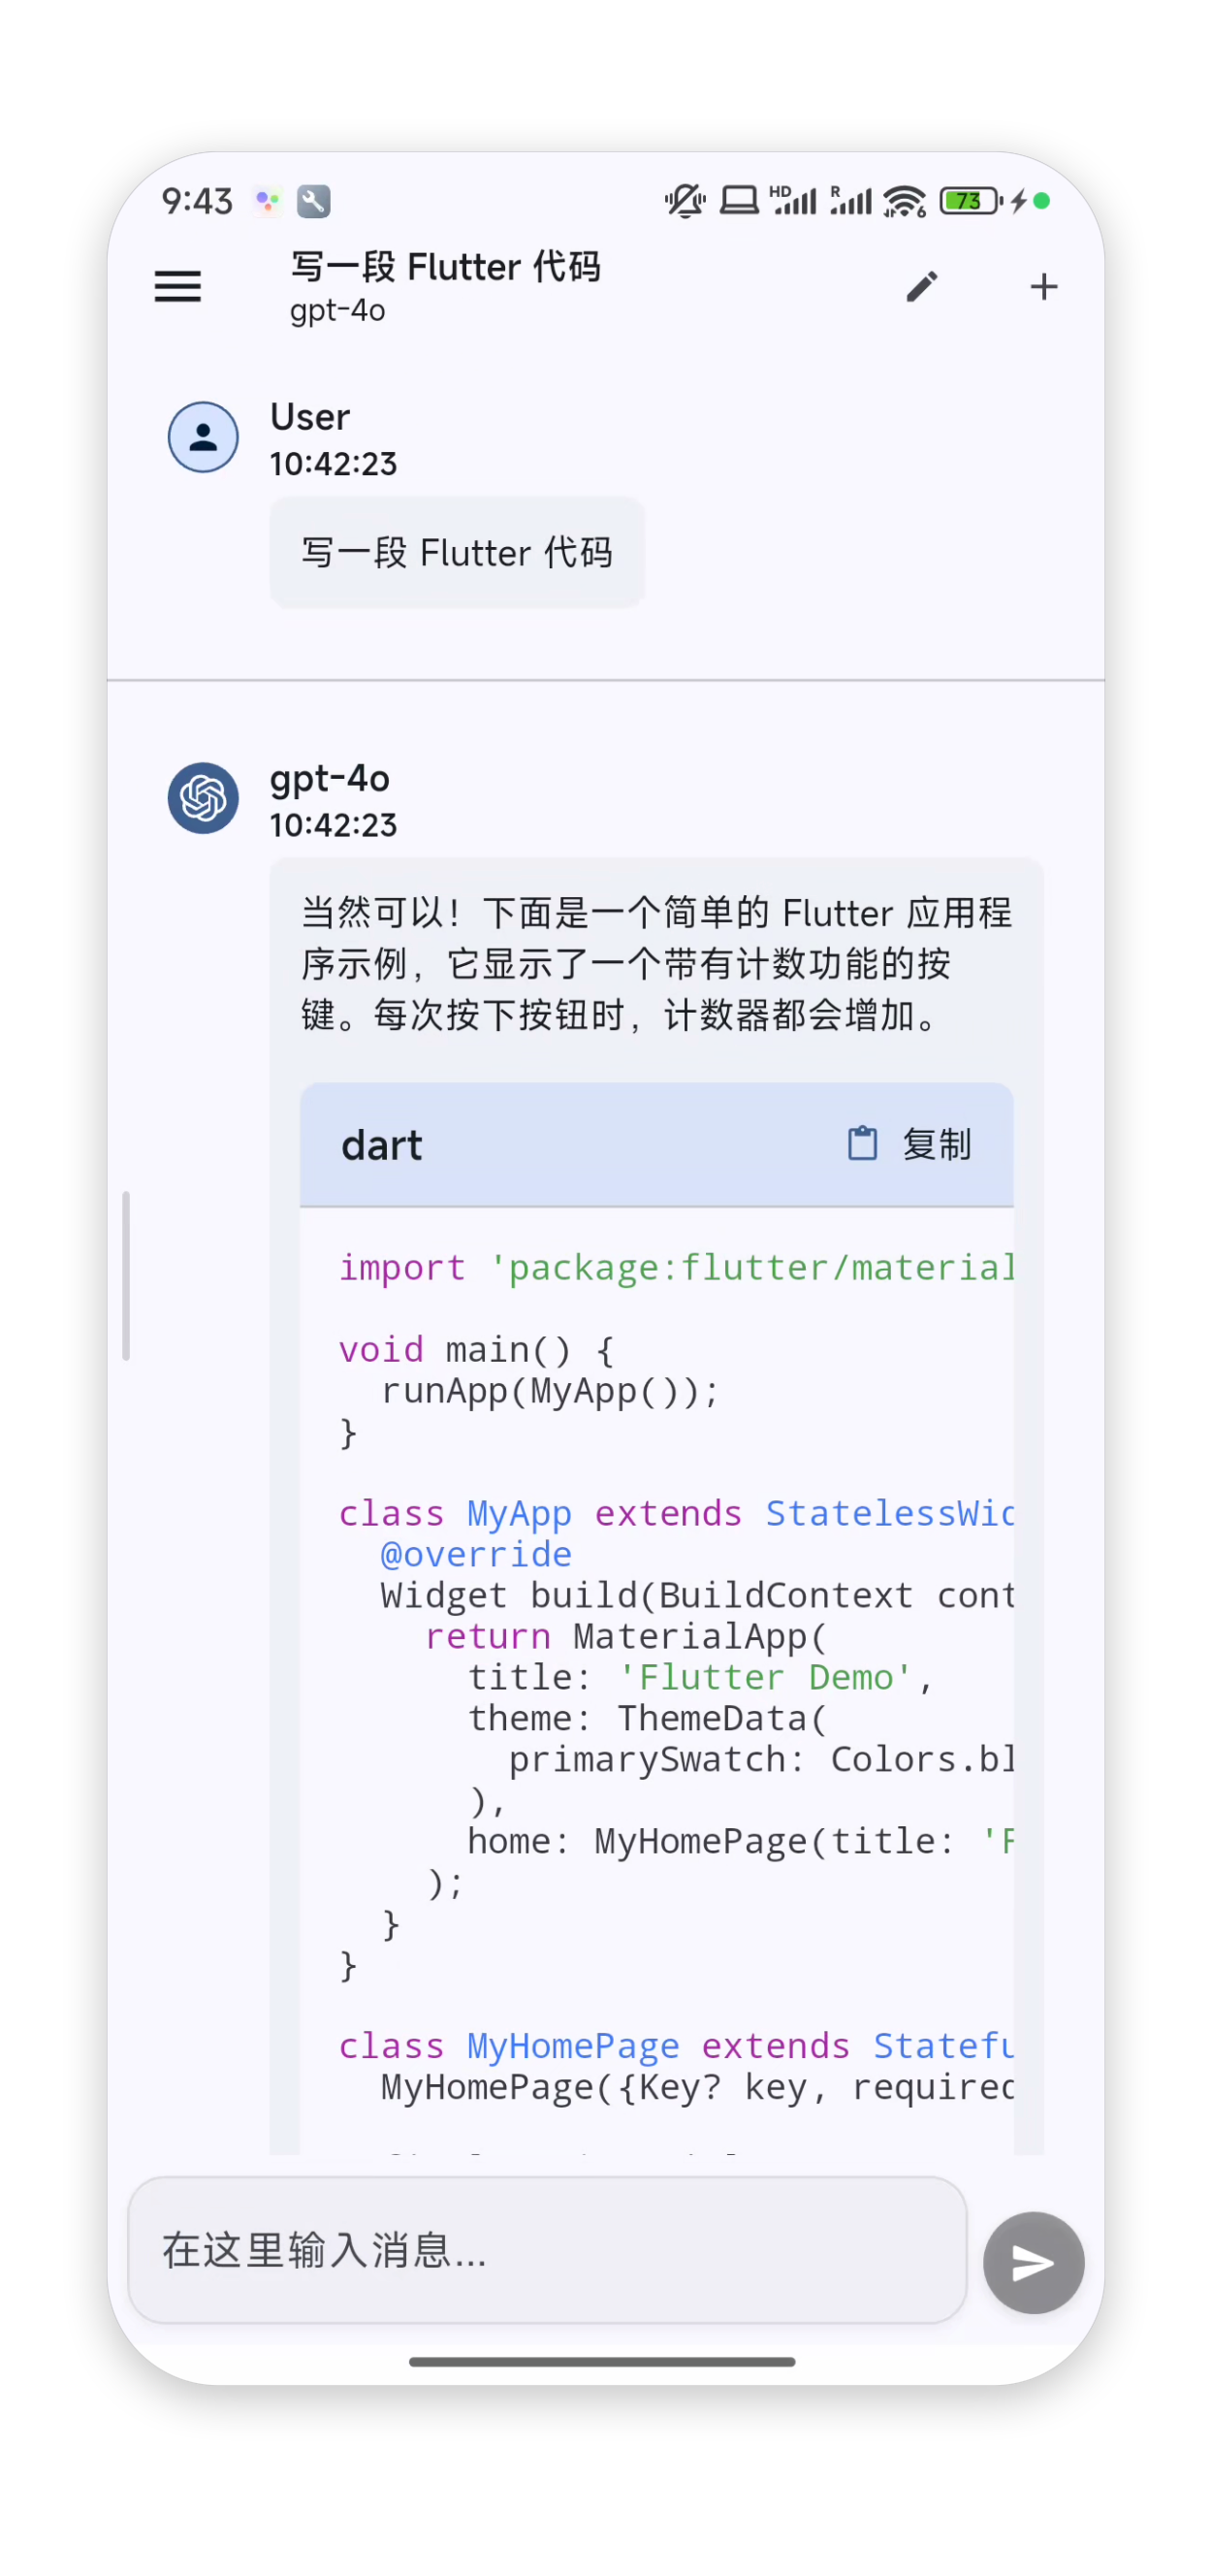 9:43 HD R 6 73
写一段 Flutter 代码
gpt-4o
User
10:42:23
写一段 Flutter 代码
gpt-4o
10:42:23
当然可以！下面是一个简单的 Flutter 应用程
序示例，它显示了一个带有计数功能的按
键。每次按下按钮时，计数器都会增加。
dart 复制
import 'package:flutter/material
void main() {
  runApp(MyApp());
}
class MyApp extends StatelessWid
  @override
  Widget build(BuildContext cont
    return MaterialApp(
      title: 'Flutter Demo',
      theme: ThemeData(
        primarySwatch: Colors.bl
      ),
      home: MyHomePage(title: 'F
    );
  }
}
class MyHomePage extends Statefu
  MyHomePage({Key? key, required
在这里输入消息...